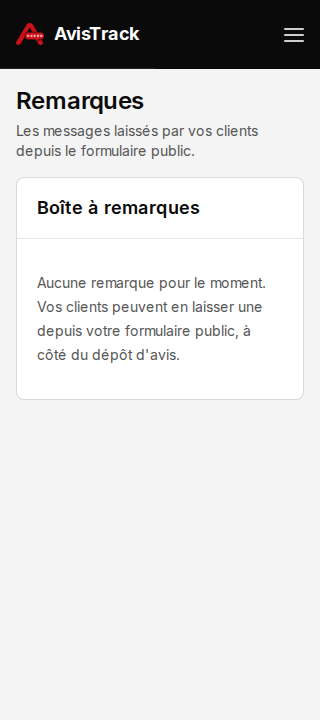 AvisTrack
Remarques
Les messages laissés par vos clients
depuis le formulaire public.
Boîte à remarques
Aucune remarque pour le moment.
Vos clients peuvent en laisser une
depuis votre formulaire public, à
côté du dépôt d'avis.